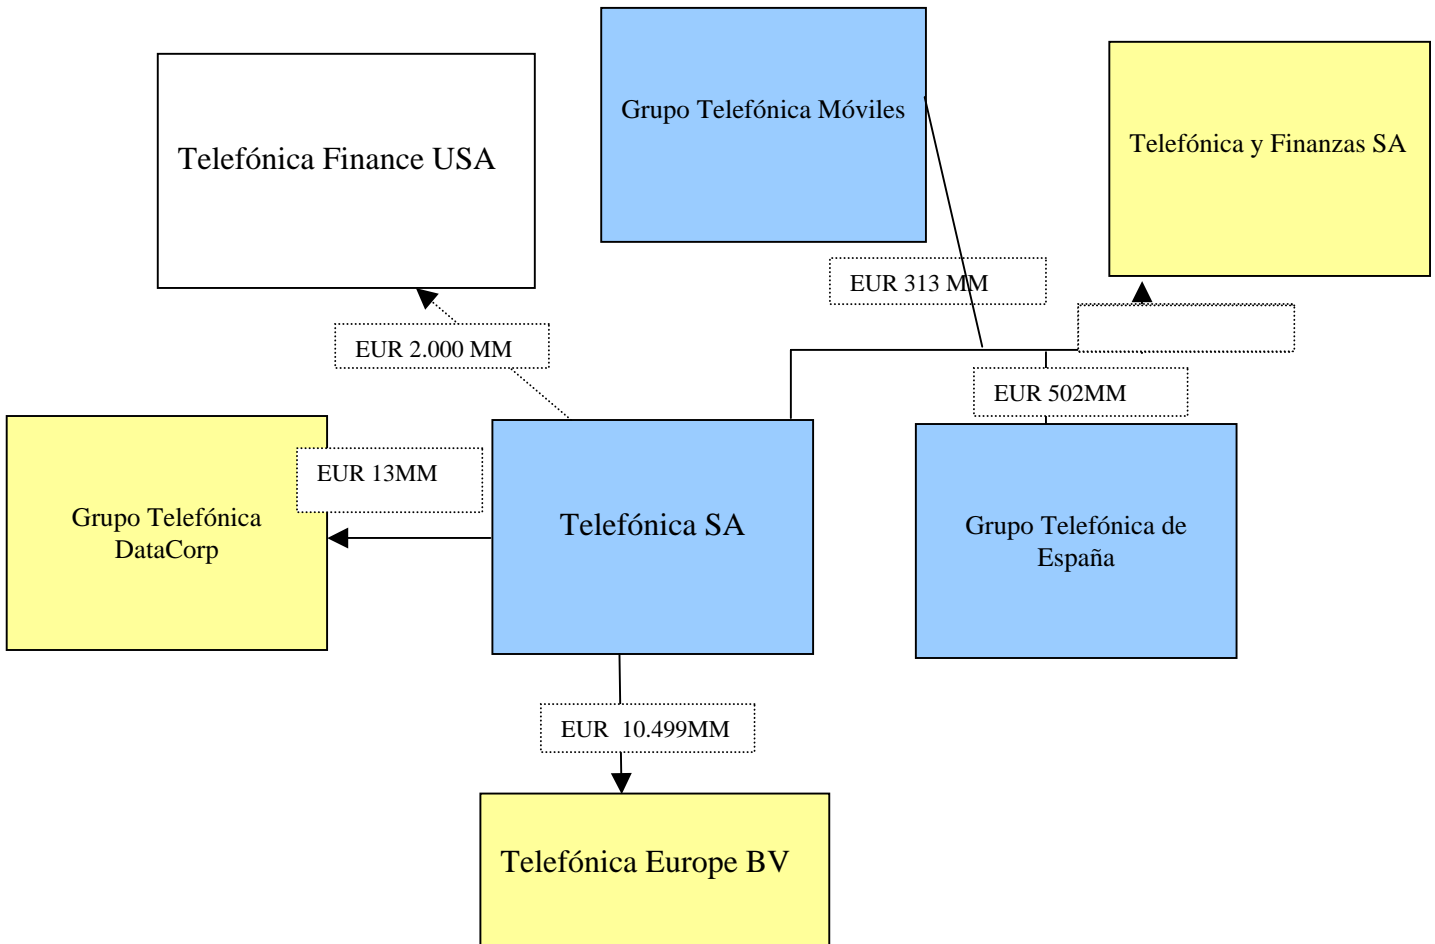 Grupo Telefónica Móviles
Telefónica y Finanzas SA
Telefónica Finance USA
EUR 313 MM
EUR 2.000 MM
EUR 502MM
EUR 13MM
Grupo Telefónica
DataCorp
Telefónica SA
Grupo Telefónica de
España
EUR 10.499MM
Telefónica Europe BV